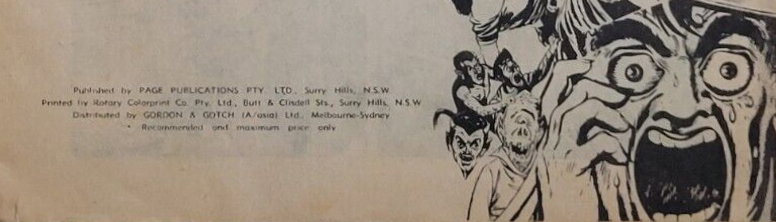 Published by PAGE PUBLICATIONS PTY. LTD., Surry Hills, N.S.W.
Printed by Rotary Colorprint Co. Pty. Ltd., Butt & Clisdell Sts., Surry Hills, N.S.W.
Distributed by GORDON & GOTCH (A/asia) Ltd., Melbourne-Sydney
* Recommended and maximum price only